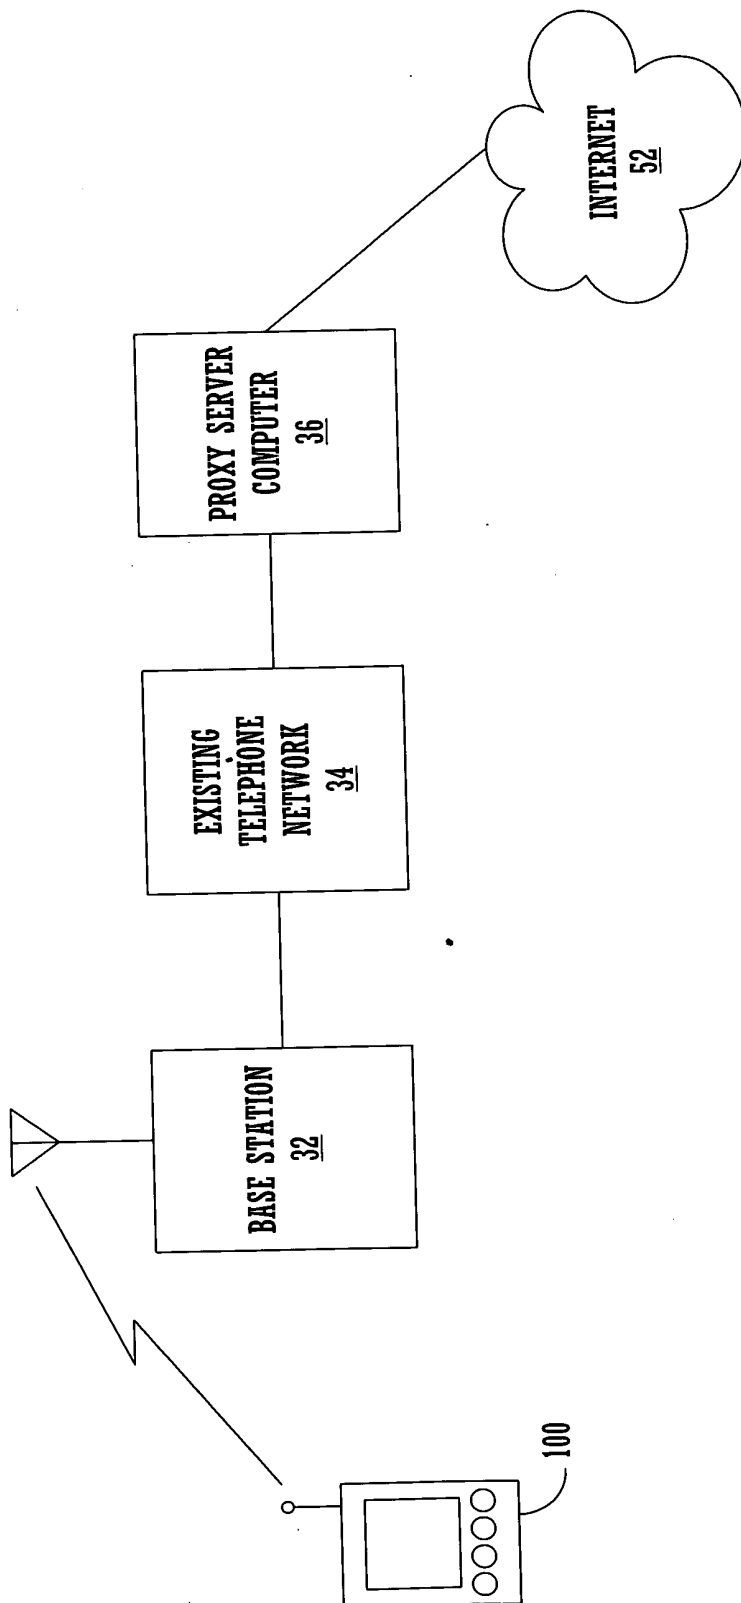 100
BASE STATION
32
EXISTING
TELEPHONE
NETWORK
34
PROXY SERVER
COMPUTER
36
INTERNET
52